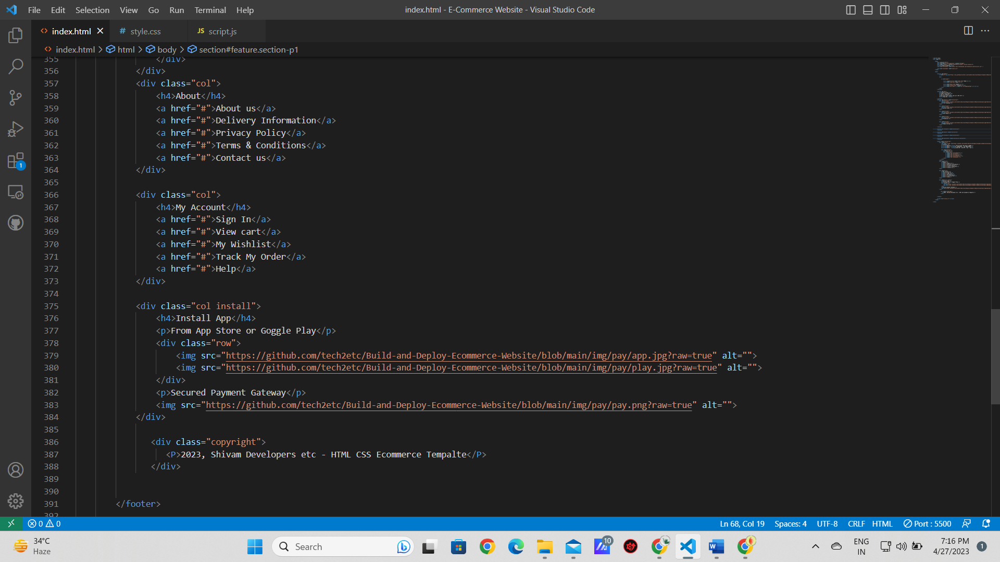 File Edit Selection View Go Run Terminal Help
index.html - E-Commerce Website - Visual Studio Code
index.html # style.css JS script.js
index.html > html > body > section#feature.section-p1
355 </div>
356 </div>
357 <div class="col">
358 <h4>About</h4>
359 <a href="#">About us</a>
360 <a href="#">Delivery Information</a>
361 <a href="#">Privacy Policy</a>
362 <a href="#">Terms & Conditions</a>
363 <a href="#">Contact us</a>
364 </div>
365
366 <div class="col">
367 <h4>My Account</h4>
368 <a href="#">Sign In</a>
369 <a href="#">View cart</a>
370 <a href="#">My Wishlist</a>
371 <a href="#">Track My Order</a>
372 <a href="#">Help</a>
373 </div>
374
375 <div class="col install">
376 <h4>Install App</h4>
377 <p>From App Store or Goggle Play</p>
378 <div class="row">
379 <img src="https://github.com/tech2etc/Build-and-Deploy-Ecommerce-Website/blob/main/img/pay/app.jpg?raw=true" alt="">
380 <img src="https://github.com/tech2etc/Build-and-Deploy-Ecommerce-Website/blob/main/img/pay/play.jpg?raw=true" alt="">
381 </div>
382 <p>Secured Payment Gateway</p>
383 <img src="https://github.com/tech2etc/Build-and-Deploy-Ecommerce-Website/blob/main/img/pay/pay.png?raw=true" alt="">
384 </div>
385
386 <div class="copyright">
387 <P>2023, Shivam Developers etc - HTML CSS Ecommerce Tempalte</P>
388 </div>
389
390
391 </footer>
392
1
0 0 Ln 68, Col 19 Spaces: 4 UTF-8 CRLF HTML Port : 5500
34°C
Haze
Search
10
ENG
IN
7:16 PM
4/27/2023
1